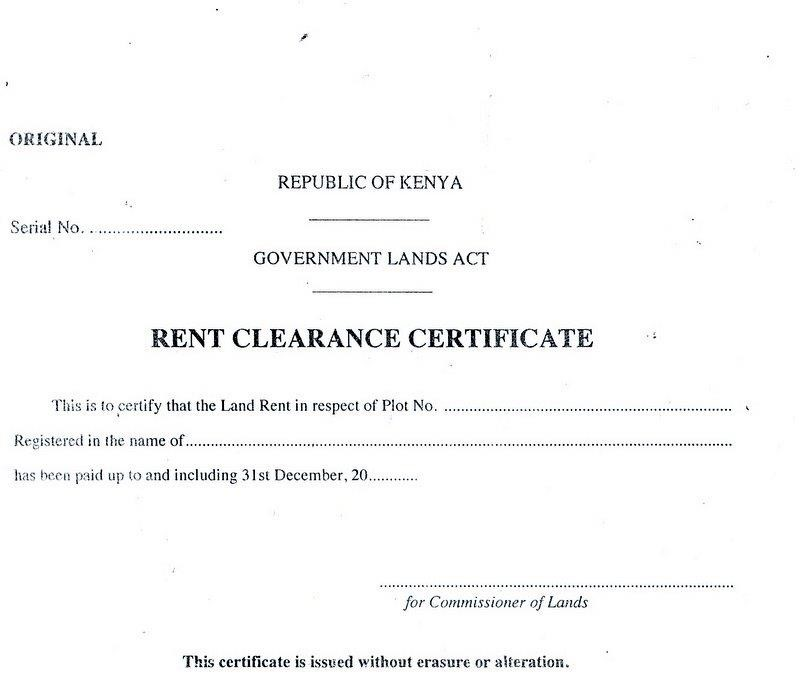 ORIGINAL
REPUBLIC OF KENYA
Serial No. ............................
GOVERNMENT LANDS ACT
RENT CLEARANCE CERTIFICATE
This is to certify that the Land Rent in respect of Plot No. ........................................................................
Registered in the name of........................................................................................................................................
has been paid up to and including 31st December, 20............
........................................................................................
for Commissioner of Lands
This certificate is issued without erasure or alteration.